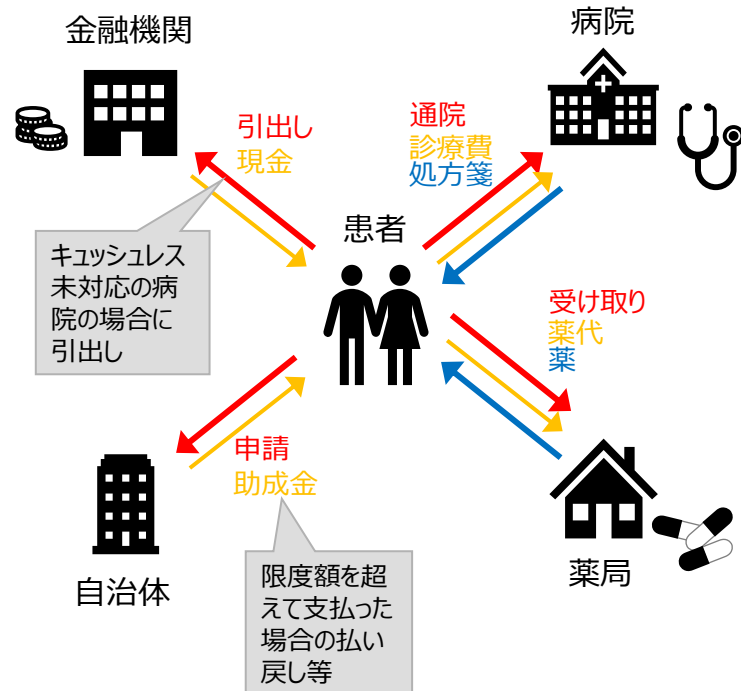 金融機関
病院
引出し
現金
通院
診療費
処方箋
患者
キュッシュレス
未対応の病
院の場合に
引出し
受け取り
薬代
薬
申請
助成金
自治体
薬局
限度額を超
えて支払った
場合の払い
戻し等